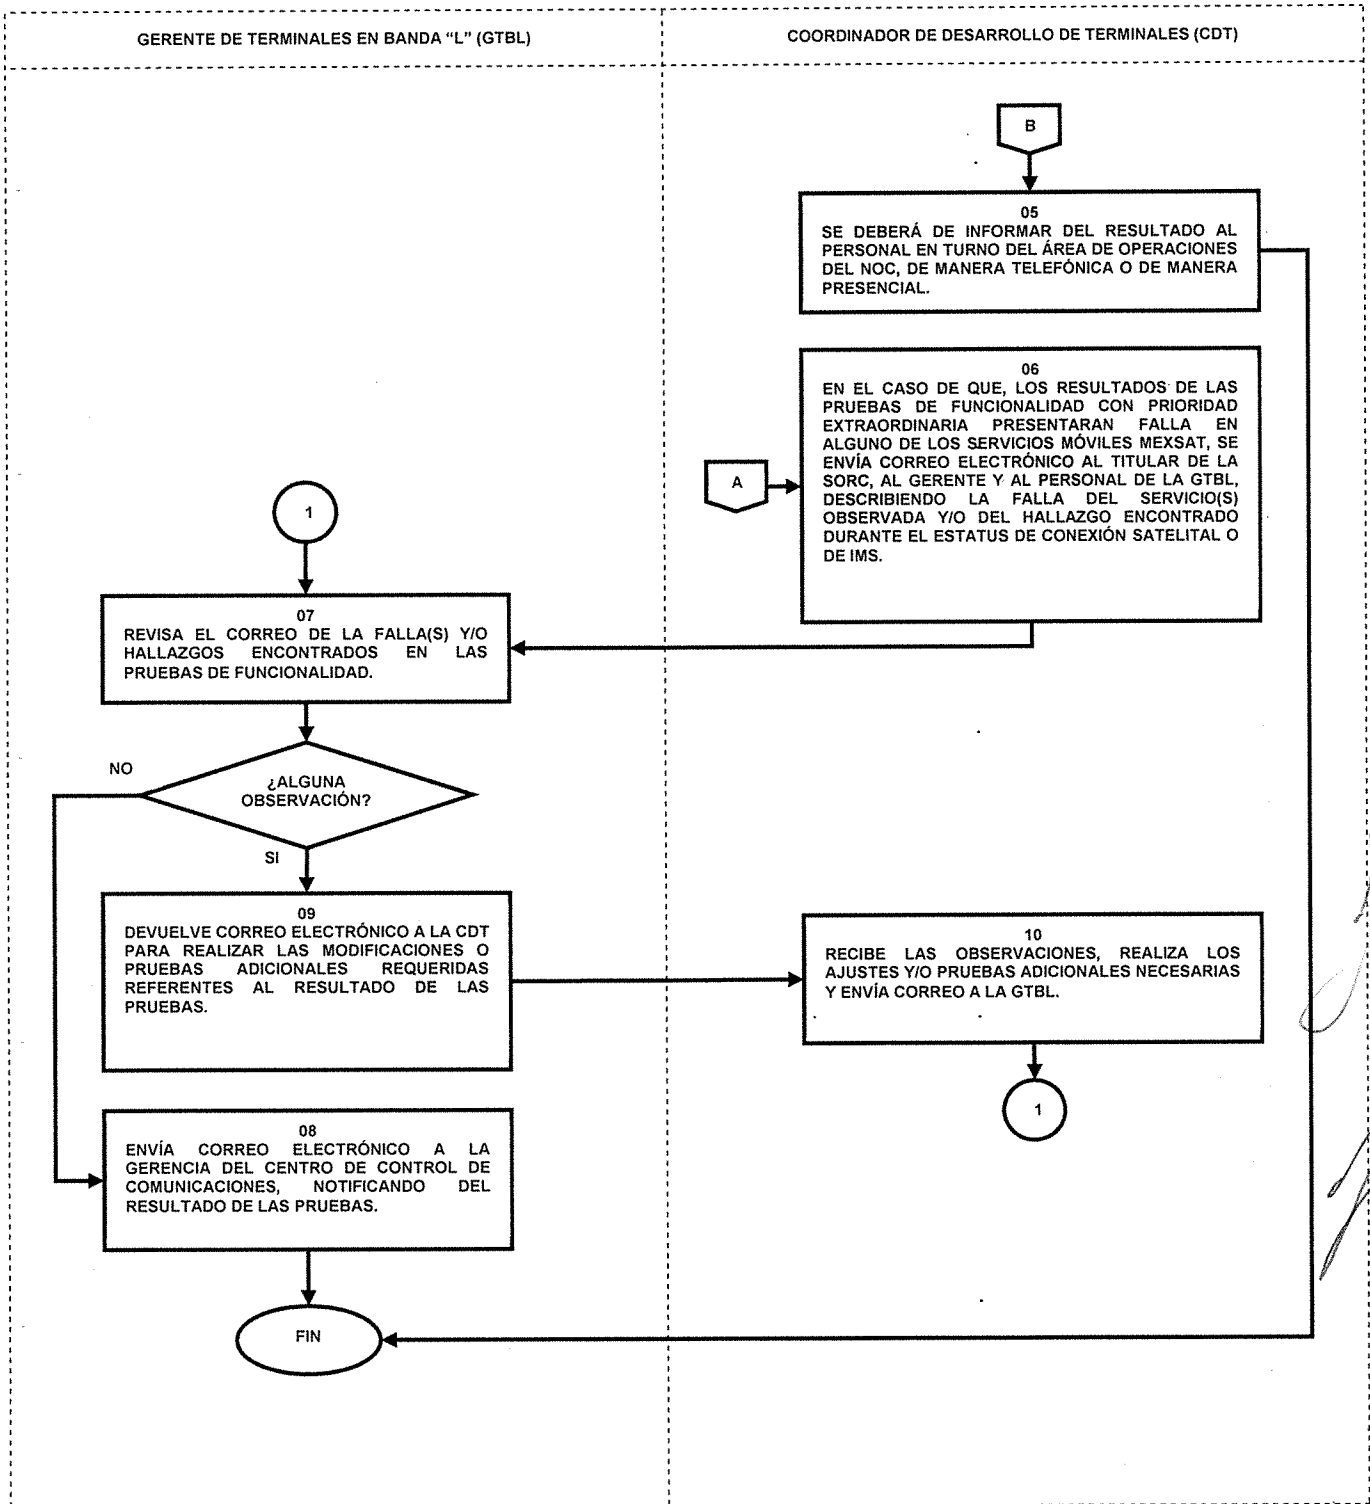 GERENTE DE TERMINALES EN BANDA “L” (GTBL)
COORDINADOR DE DESARROLLO DE TERMINALES (CDT)
B
05
SE DEBERÁ DE INFORMAR DEL RESULTADO AL
PERSONAL EN TURNO DEL ÁREA DE OPERACIONES
DEL NOC, DE MANERA TELEFÓNICA O DE MANERA
PRESENCIAL.
06
EN EL CASO DE QUE, LOS RESULTADOS DE LAS
PRUEBAS DE FUNCIONALIDAD CON PRIORIDAD
EXTRAORDINARIA PRESENTARAN FALLA EN
ALGUNO DE LOS SERVICIOS MÓVILES MEXSAT, SE
ENVÍA CORREO ELECTRÓNICO AL TITULAR DE LA
SORC, AL GERENTE Y AL PERSONAL DE LA GTBL,
DESCRIBIENDO LA FALLA DEL SERVICIO(S)
OBSERVADA Y/O DEL HALLAZGO ENCONTRADO
DURANTE EL ESTATUS DE CONEXIÓN SATELITAL O
DE IMS.
A
1
07
REVISA EL CORREO DE LA FALLA(S) Y/O
HALLAZGOS ENCONTRADOS EN LAS
PRUEBAS DE FUNCIONALIDAD.
NO
¿ALGUNA
OBSERVACIÓN?
SI
09
DEVUELVE CORREO ELECTRÓNICO A LA CDT
PARA REALIZAR LAS MODIFICACIONES O
PRUEBAS ADICIONALES REQUERIDAS
REFERENTES AL RESULTADO DE LAS
PRUEBAS.
10
RECIBE LAS OBSERVACIONES, REALIZA LOS
AJUSTES Y/O PRUEBAS ADICIONALES NECESARIAS
Y ENVÍA CORREO A LA GTBL.
1
08
ENVÍA CORREO ELECTRÓNICO A LA
GERENCIA DEL CENTRO DE CONTROL DE
COMUNICACIONES, NOTIFICANDO DEL
RESULTADO DE LAS PRUEBAS.
FIN